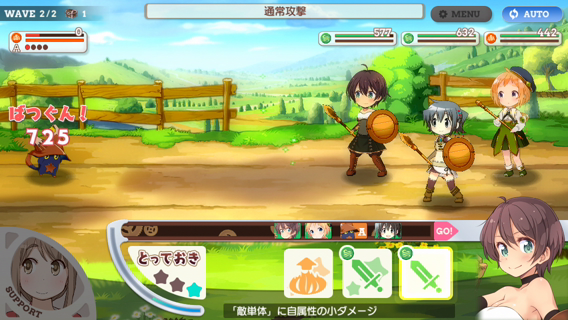 WAVE 2/2 1
通常攻撃
MENU
AUTO
0
A
577
632
442
ばつぐん!
725
A
GO!
とっておき
SUPPORT
「敵単体」に自属性の小ダメージ